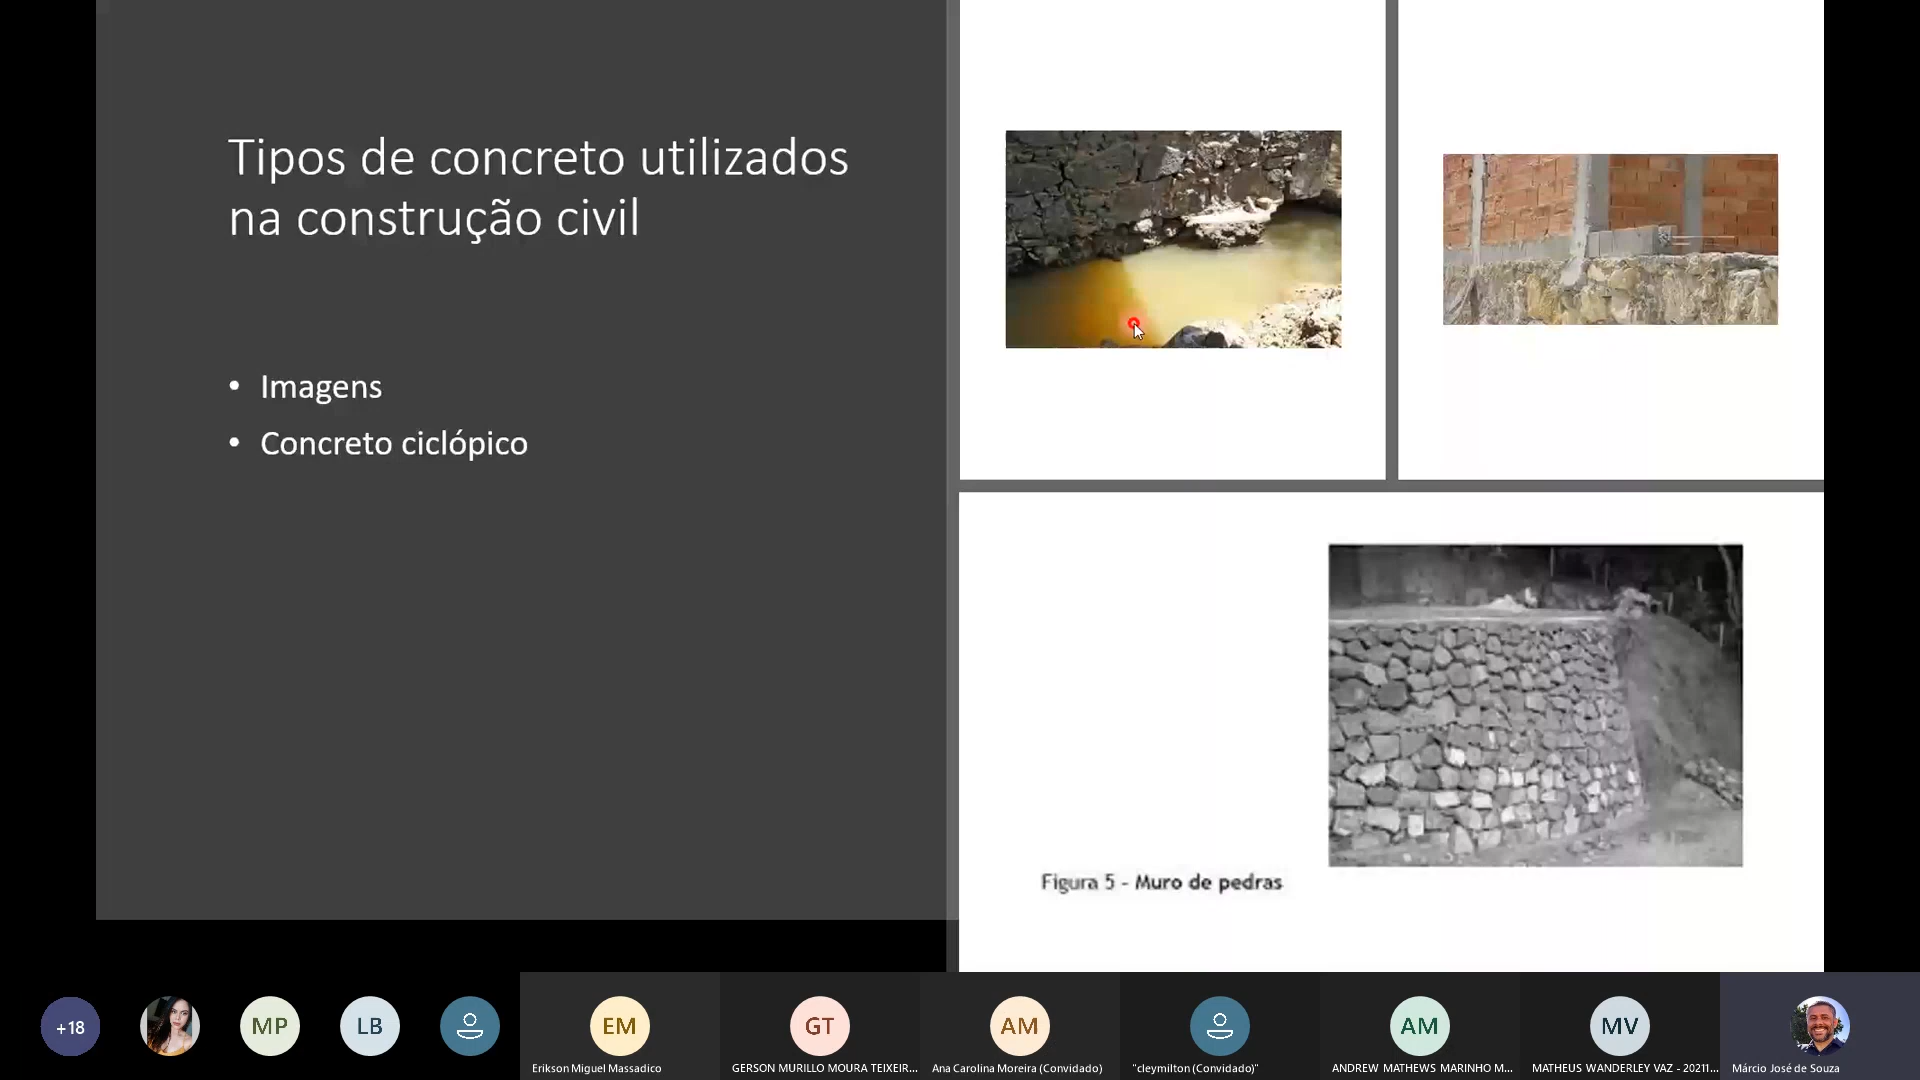 Tipos de concreto utilizados
na construção civil
• Imagens
• Concreto ciclópico
Figura 5 - Muro de pedras
+18
MP
LB
EM
GT
AM
AM
MV
Erikson Miguel Massadico
GERSON MURILLO MOURA TEIXEIR...
Ana Carolina Moreira (Convidado)
"cleymilton (Convidado)"
ANDREW MATHEWS MARINHO M...
MATHEUS WANDERLEY VAZ - 20211...
Márcio José de Souza